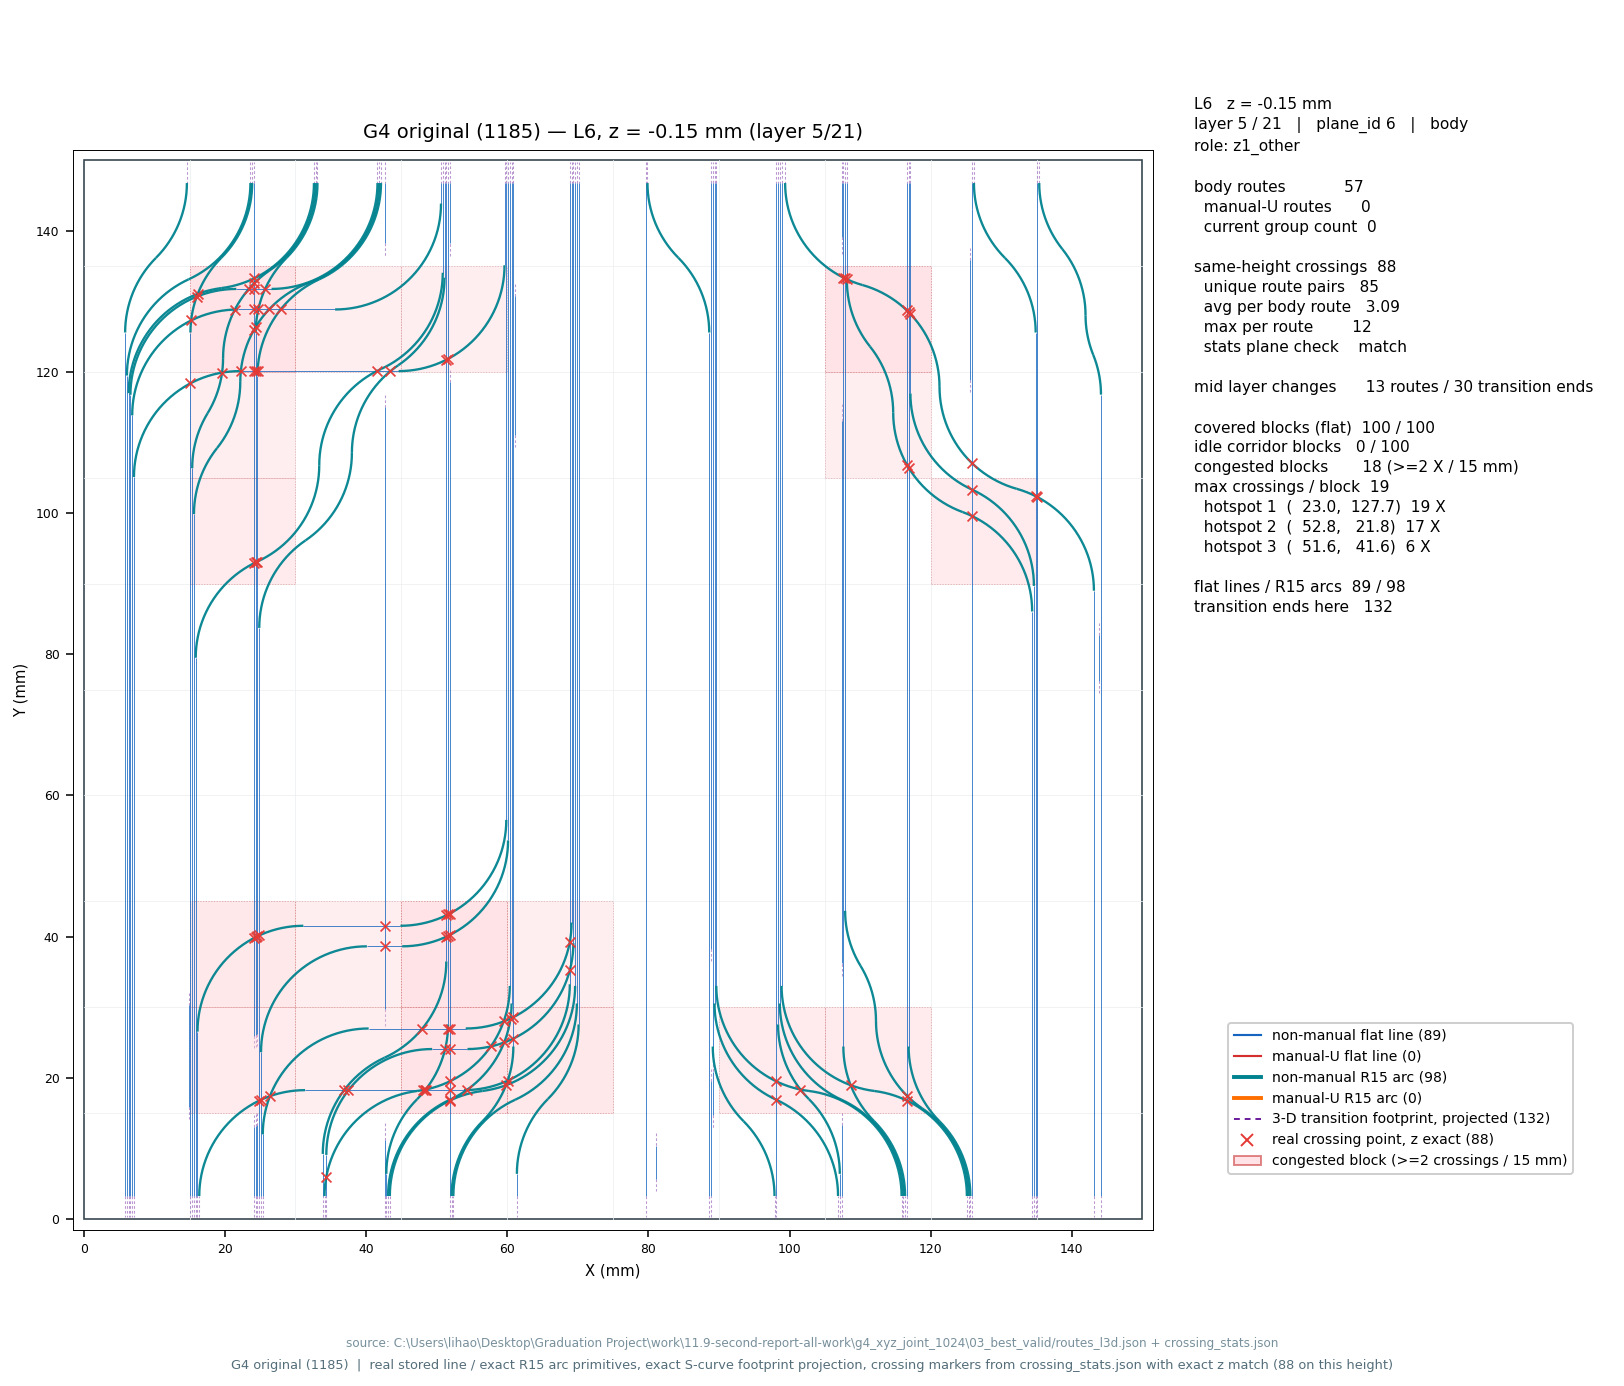 G4 original (1185) — L6, z = -0.15 mm (layer 5/21)
L6 z = -0.15 mm
layer 5 / 21 | plane_id 6 | body
role: z1_other
body routes 57
manual-U routes 0
current group count 0
same-height crossings 88
unique route pairs 85
avg per body route 3.09
max per route 12
stats plane check match
mid layer changes 13 routes / 30 transition ends
covered blocks (flat) 100 / 100
idle corridor blocks 0 / 100
congested blocks 18 (>=2 X / 15 mm)
max crossings / block 19
hotspot 1 ( 23.0, 127.7) 19 X
hotspot 2 ( 52.8, 21.8) 17 X
hotspot 3 ( 51.6, 41.6) 6 X
flat lines / R15 arcs 89 / 98
transition ends here 132
Y (mm)
140
120
100
80
60
40
20
0
0 20 40 60 80 100 120 140
X (mm)
non-manual flat line (89)
manual-U flat line (0)
non-manual R15 arc (98)
manual-U R15 arc (0)
3-D transition footprint, projected (132)
real crossing point, z exact (88)
congested block (>=2 crossings / 15 mm)
source: C:\Users\lihao\Desktop\Graduation Project\work\11.9-second-report-all-work\g4_xyz_joint_1024\03_best_valid/routes_l3d.json + crossing_stats.json
G4 original (1185) | real stored line / exact R15 arc primitives, exact S-curve footprint projection, crossing markers from crossing_stats.json with exact z match (88 on this height)